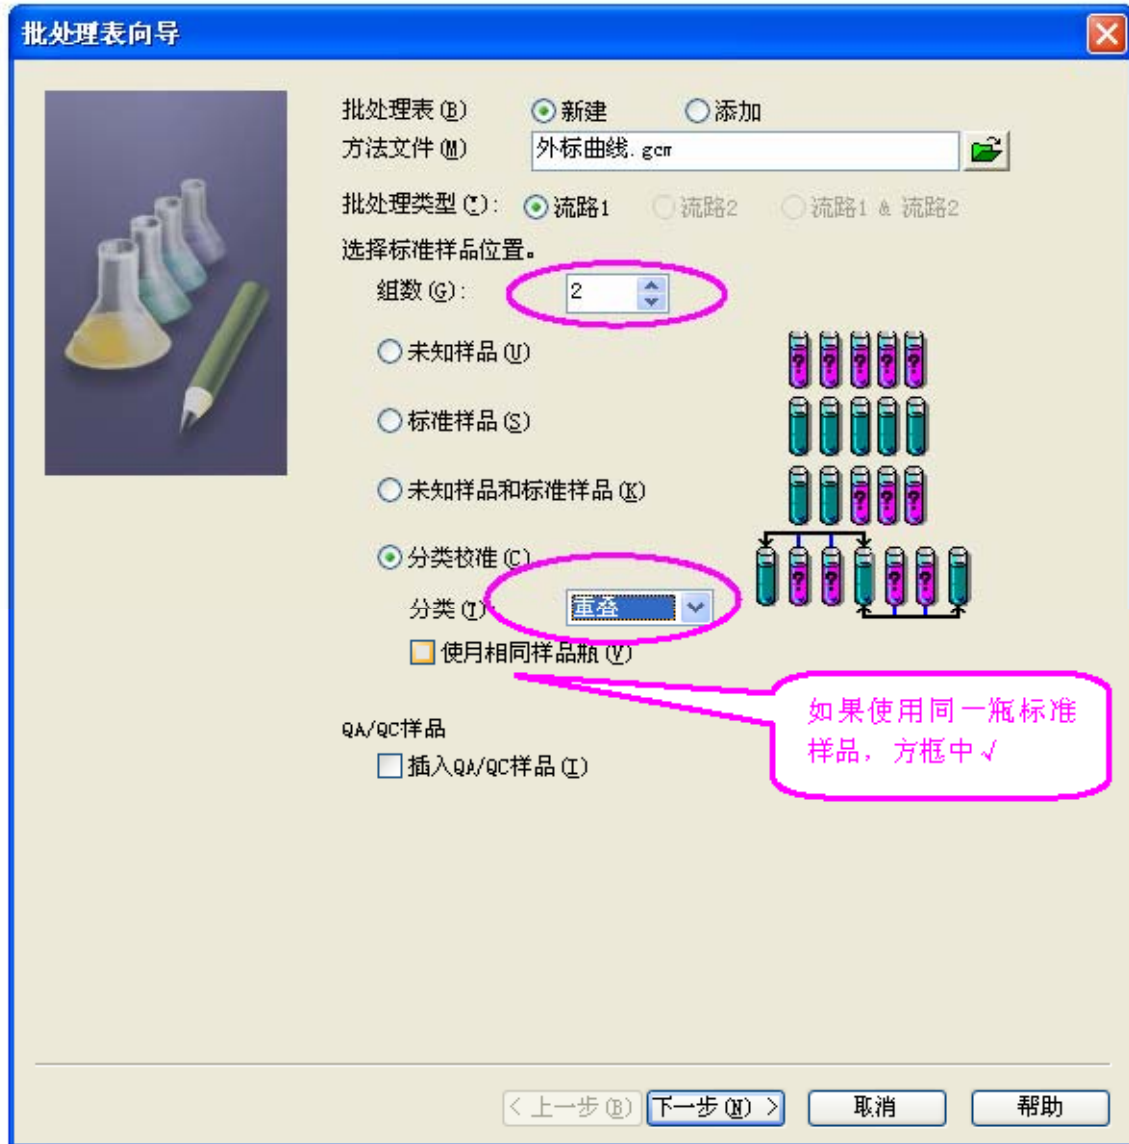 批处理表向导
批处理表(B) 新建 添加
方法文件(M) 外标曲线.gcm
批处理类型(T): 流路1 流路2 流路1 & 流路2
选择标准样品位置。
组数(G): 2
未知样品(U)
标准样品(S)
未知样品和标准样品(K)
分类校准(C)
分类(T): 重叠
使用相同样品瓶(V)
如果使用同一瓶标准
样品，方框中√
QA/QC样品
插入QA/QC样品(I)
< 上一步(B) 下一步(N) > 取消 帮助